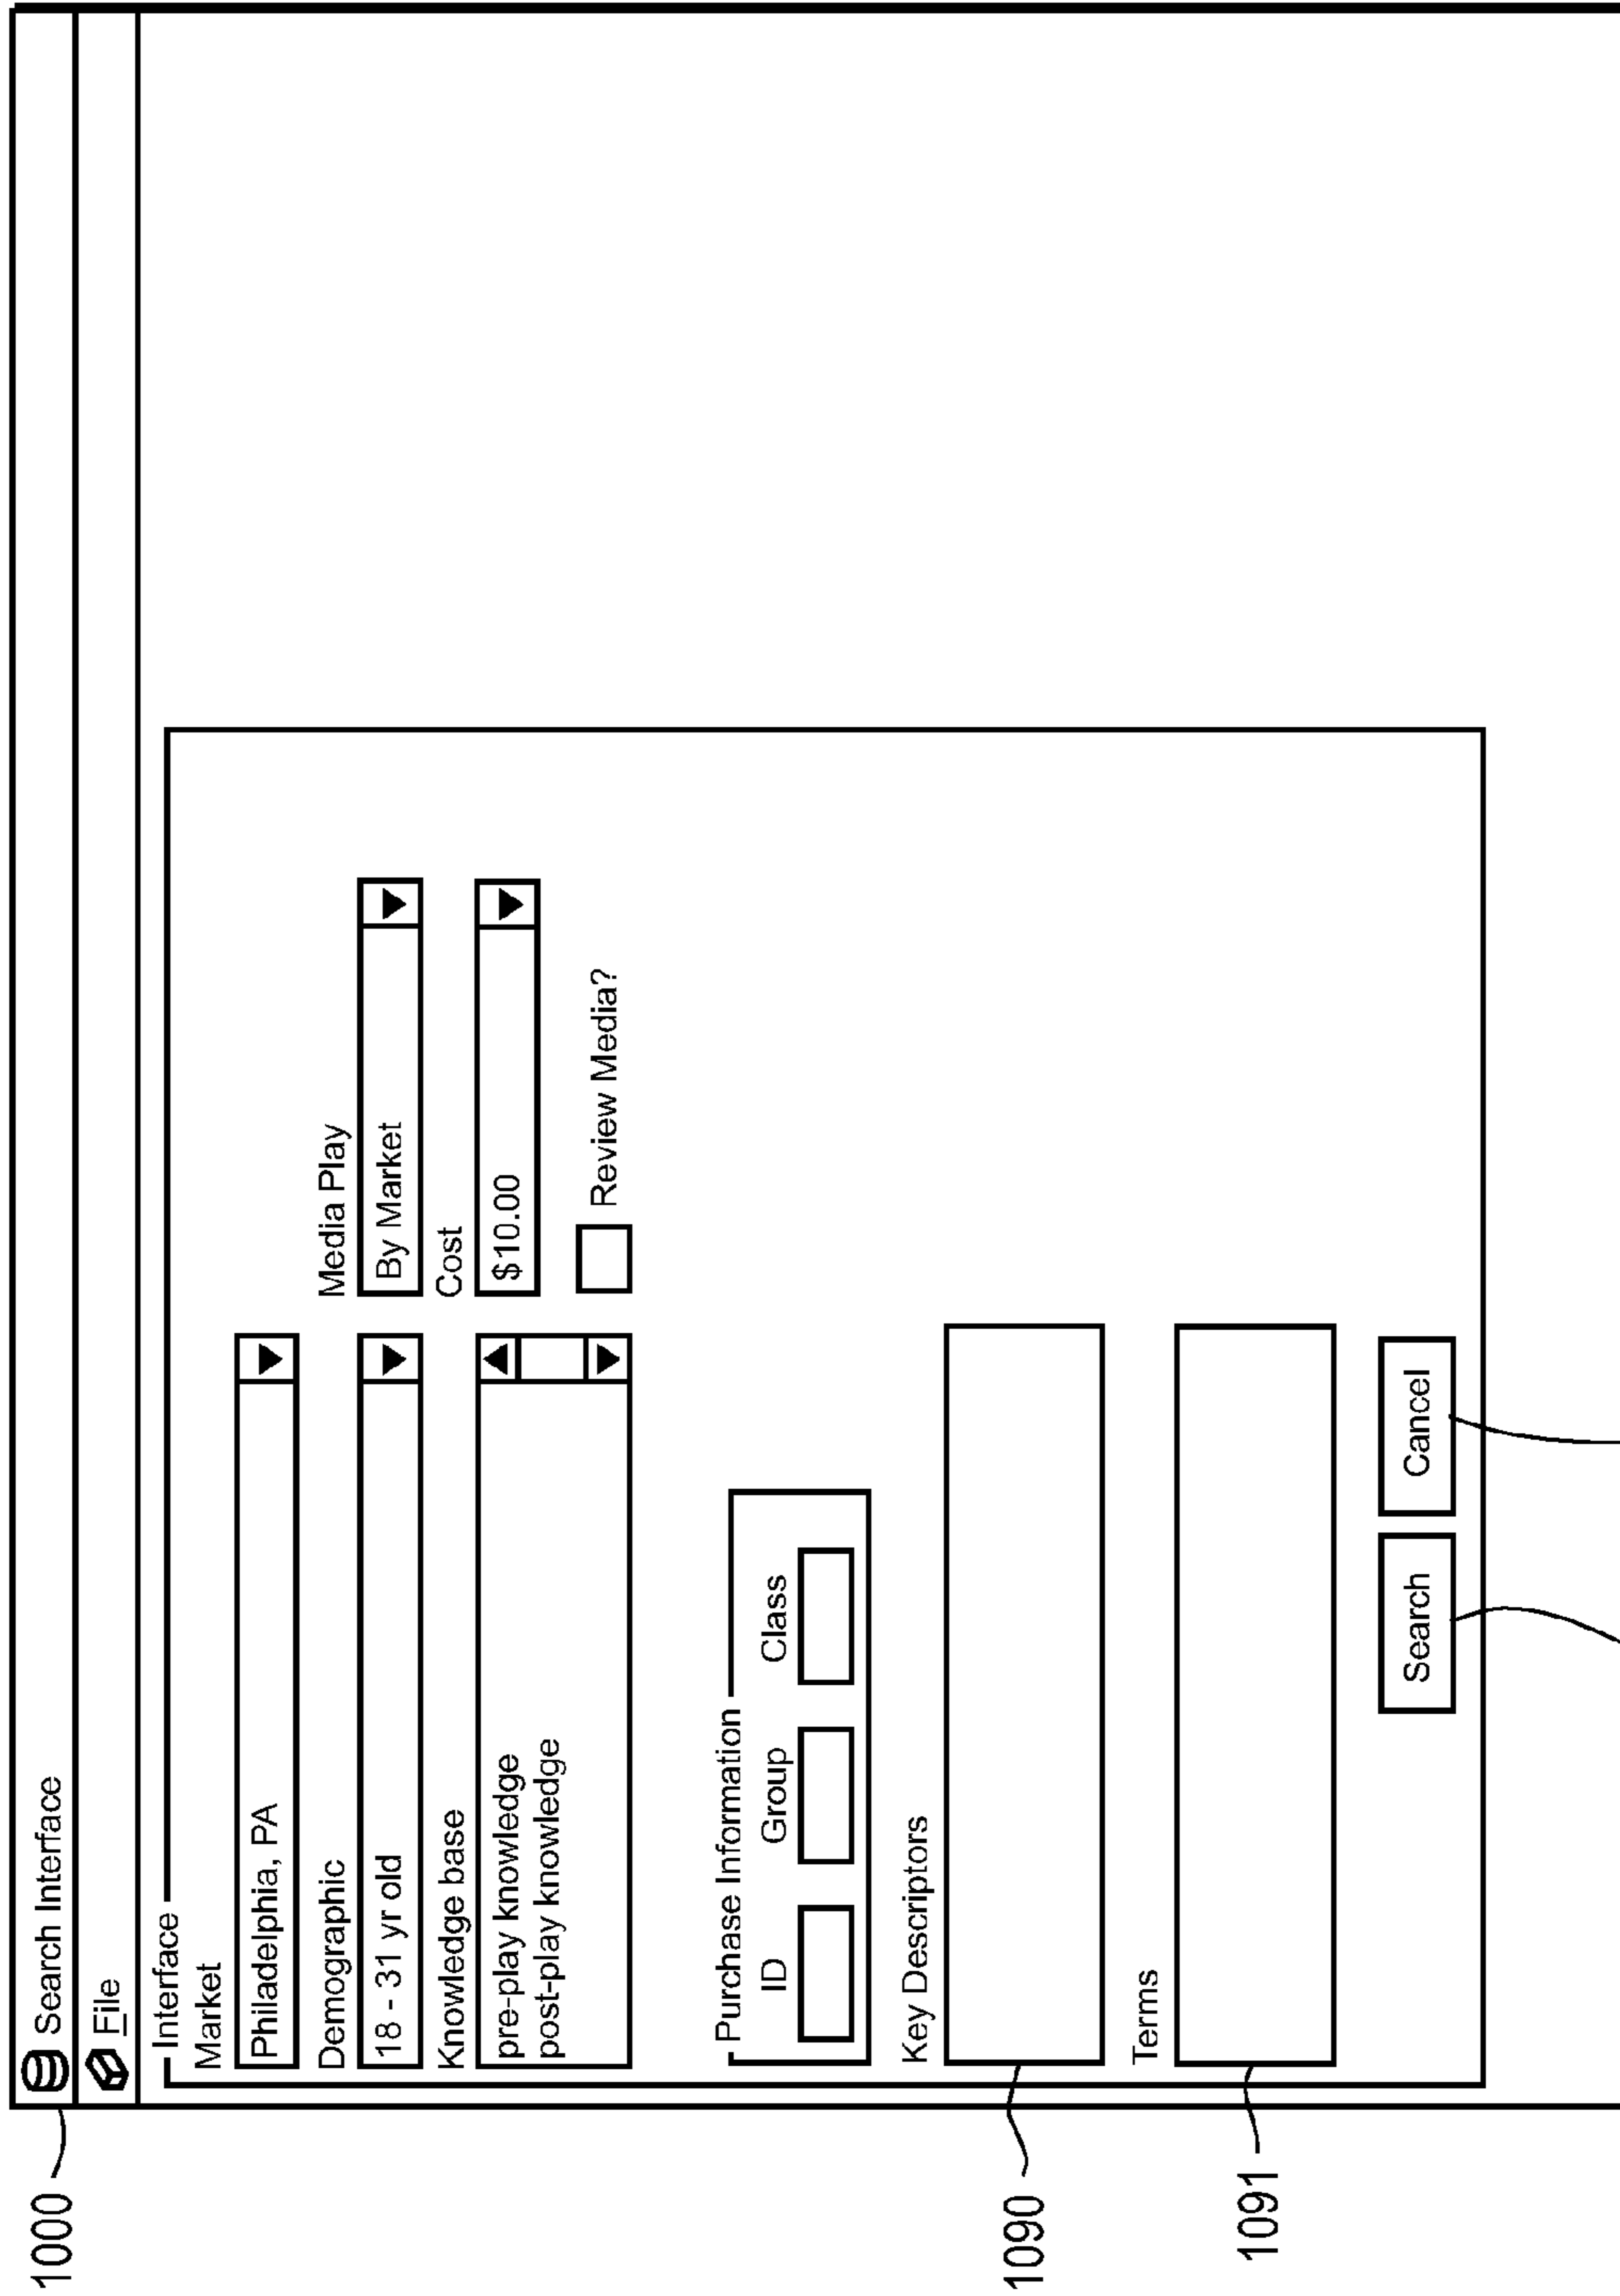 1000
Search Interface
File
Interface
Market
Philadelphia, PA
Demographic
Media Play
18 - 31 yr old
By Market
Knowledge base
Cost
pre-play knowledge
$10.00
post-play knowledge
Review Media?
Purchase Information
ID Group Class
Key Descriptors
1090
Terms
1091
Search Cancel